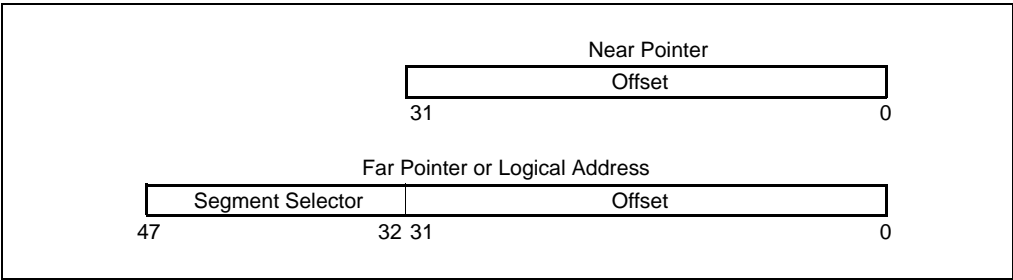 Near Pointer
Offset
31 0
Far Pointer or Logical Address
Segment Selector Offset
47 32 31 0